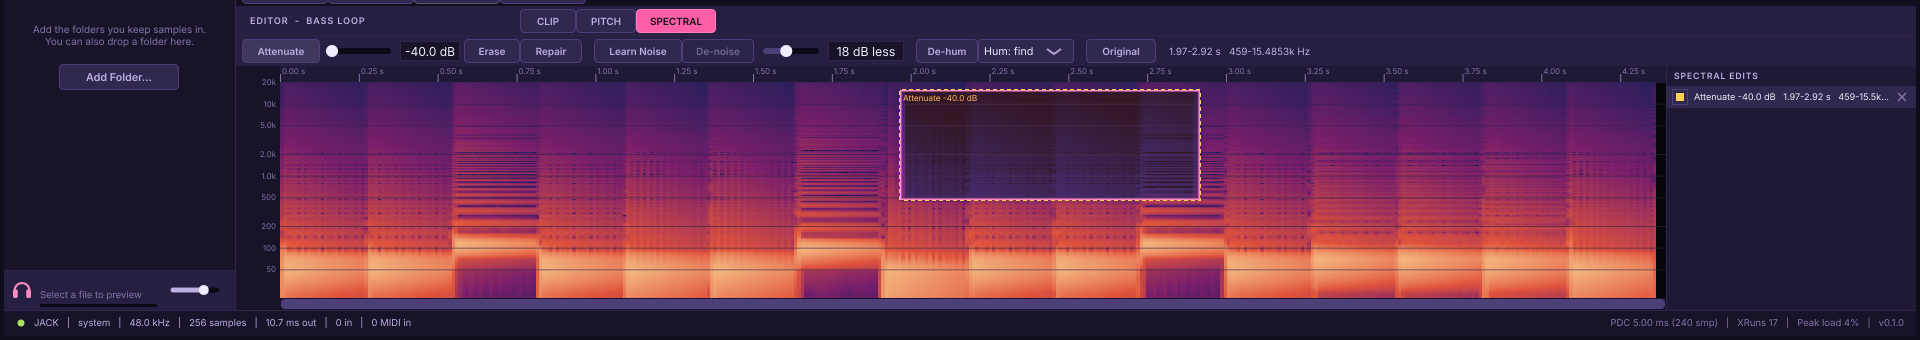 Add the folders you keep samples in.
You can also drop a folder here.
Add Folder...
Select a file to preview
EDITOR - BASS LOOP CLIP PITCH SPECTRAL
Attenuate -40.0 dB Erase Repair Learn Noise De-noise 18 dB less De-hum Hum: find Original 1.97-2.92 s 459-15.4853k Hz
0.00 s 0.25 s 0.50 s 0.75 s 1.00 s 1.25 s 1.50 s 1.75 s 2.00 s 2.25 s 2.50 s 2.75 s 3.00 s 3.25 s 3.50 s 3.75 s 4.00 s 4.25 s
20k
10k
5.0k
2.0k
1.0k
500
200
100
50
Attenuate -40.0 dB
SPECTRAL EDITS
Attenuate -40.0 dB 1.97-2.92 s 459-15.5k...
JACK | system | 48.0 kHz | 256 samples | 10.7 ms out | 0 in | 0 MIDI in
PDC 5.00 ms (240 smp) | XRuns 17 | Peak load 4% | v0.1.0